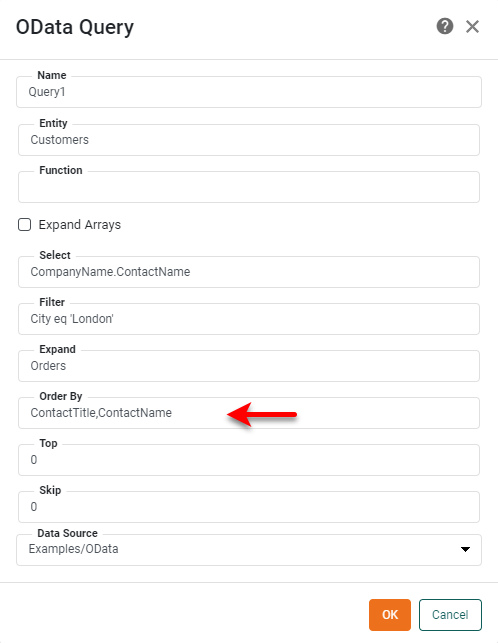 OData Query
Name
Query1
Entity
Customers
Function
Expand Arrays
Select
CompanyName.ContactName
Filter
City eq 'London'
Expand
Orders
Order By
ContactTitle,ContactName
Top
0
Skip
0
Data Source
Examples/OData
OK
Cancel